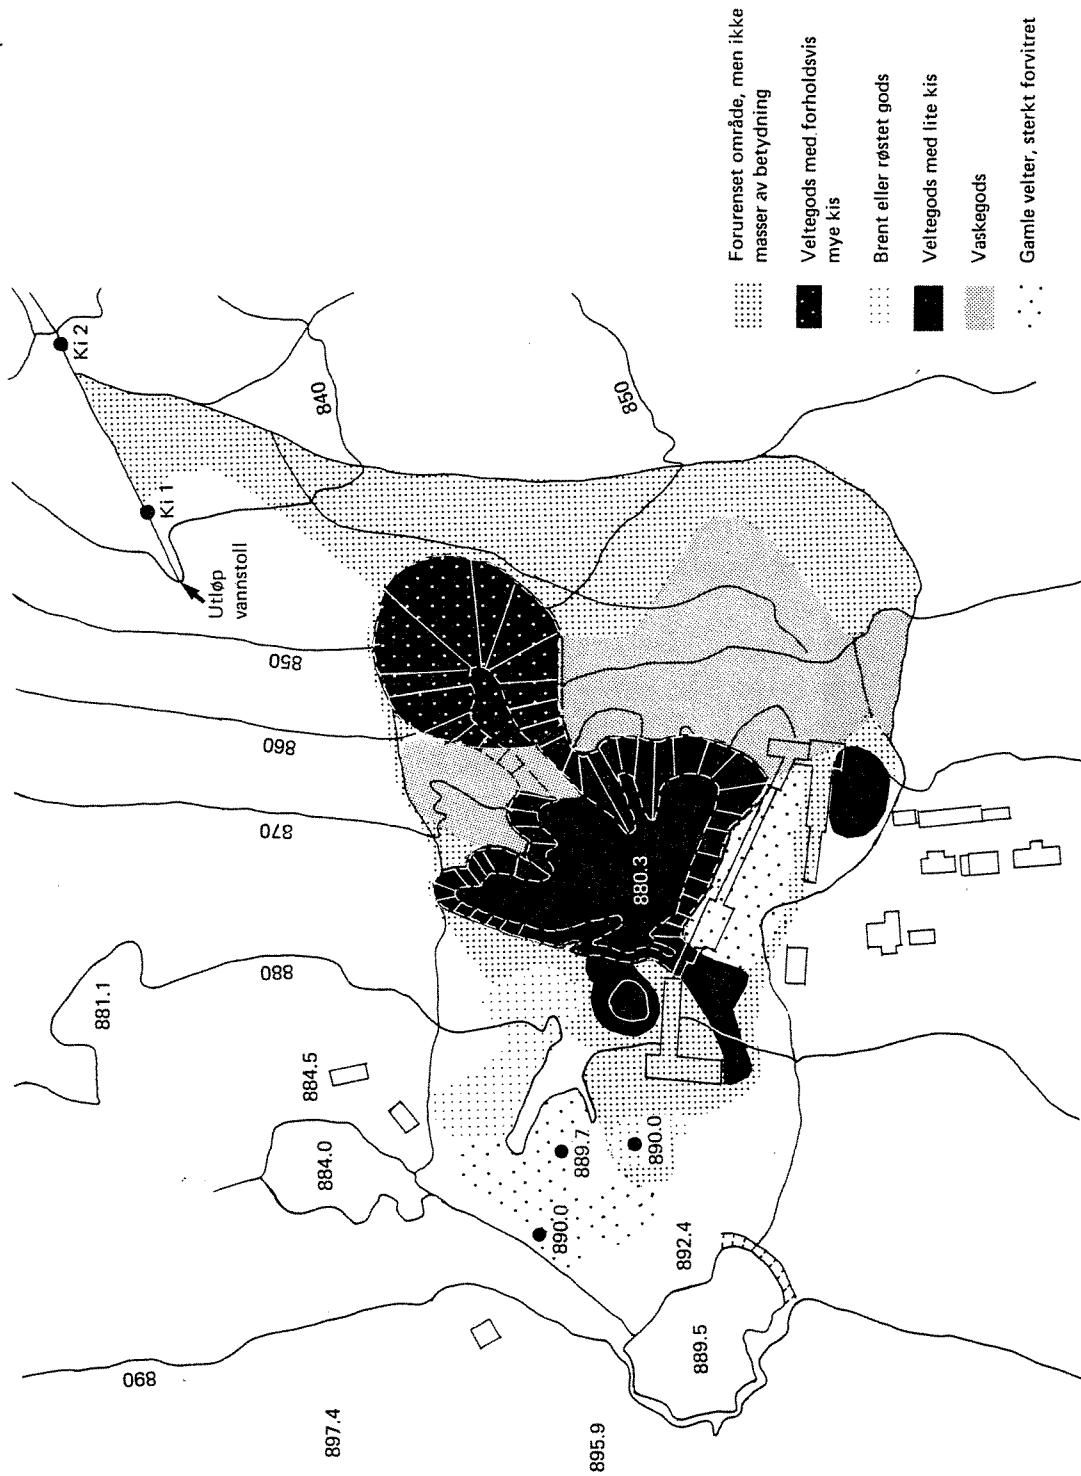 Ki 2
Ki 1
Utløp
vannstoll
840
850
850
860
870
880
881.1
884.5
884.0
880.3
889.7
890.0
890.0
892.4
889.5
890
897.4
895.9
Forurenset område, men ikke
masser av betydning
Veltegods med forholdsvis
mye kis
Brent eller røstet gods
Veltegods med lite kis
Vaskegods
Gamle velter, sterkt forvitret